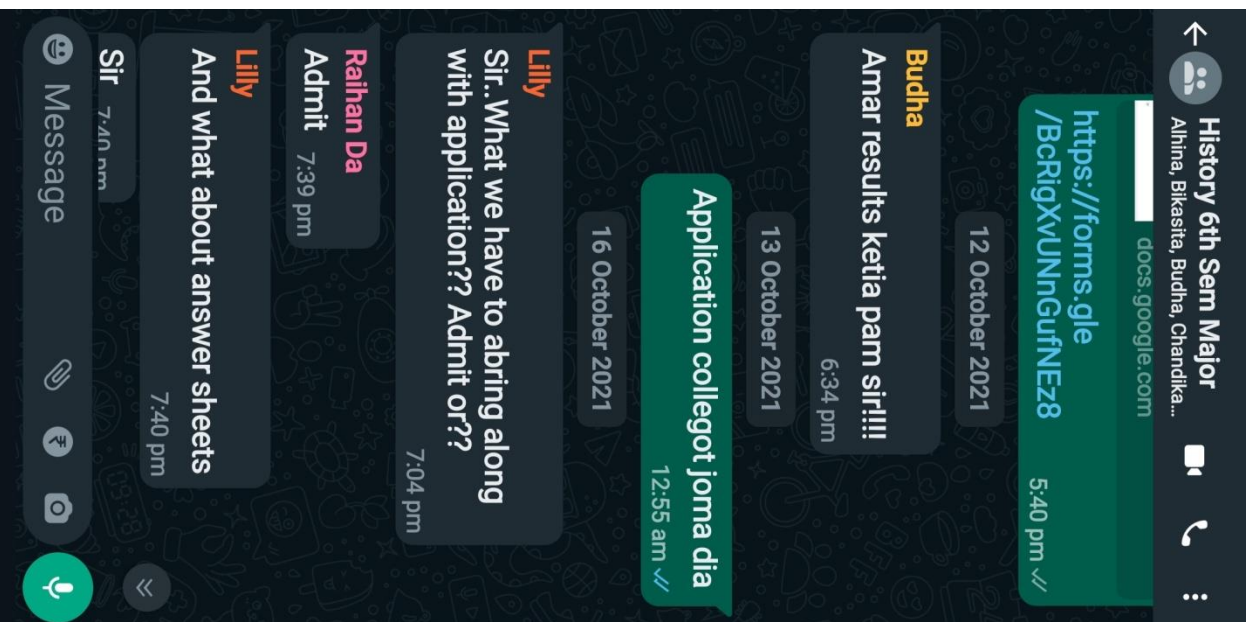 History 6th Sem Major
Alhina, Bikasita, Budha, Chandika...
docs.google.com
https://forms.gle
/BcRigXvUNnGufNEz8
5:40 pm
12 October 2021
Budha
Amar results ketia pam sir!!!!
6:34 pm
13 October 2021
Application collegot joma dia
12:55 am
16 October 2021
Lilly
Sir..What we have to abring along
with application?? Admit or??
7:04 pm
Raihan Da
Admit 7:39 pm
Lilly
And what about answer sheets
7:40 pm
Sir 7:40 pm
Message